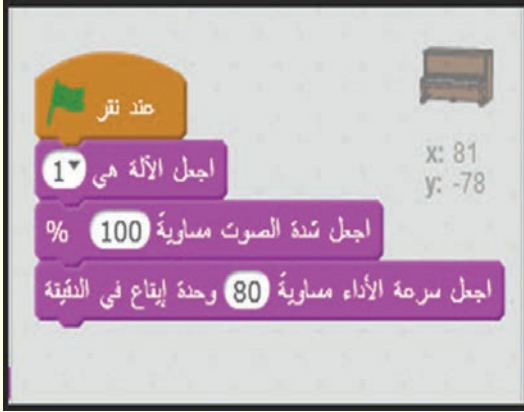 عند نقر
اجعل الآلة هي 1
x: 81
y: -78
اجعل شدة الصوت مساويةً 100 %
اجعل سرعة الأداء مساويةً 80 وحدة إيقاع في الدقيقة